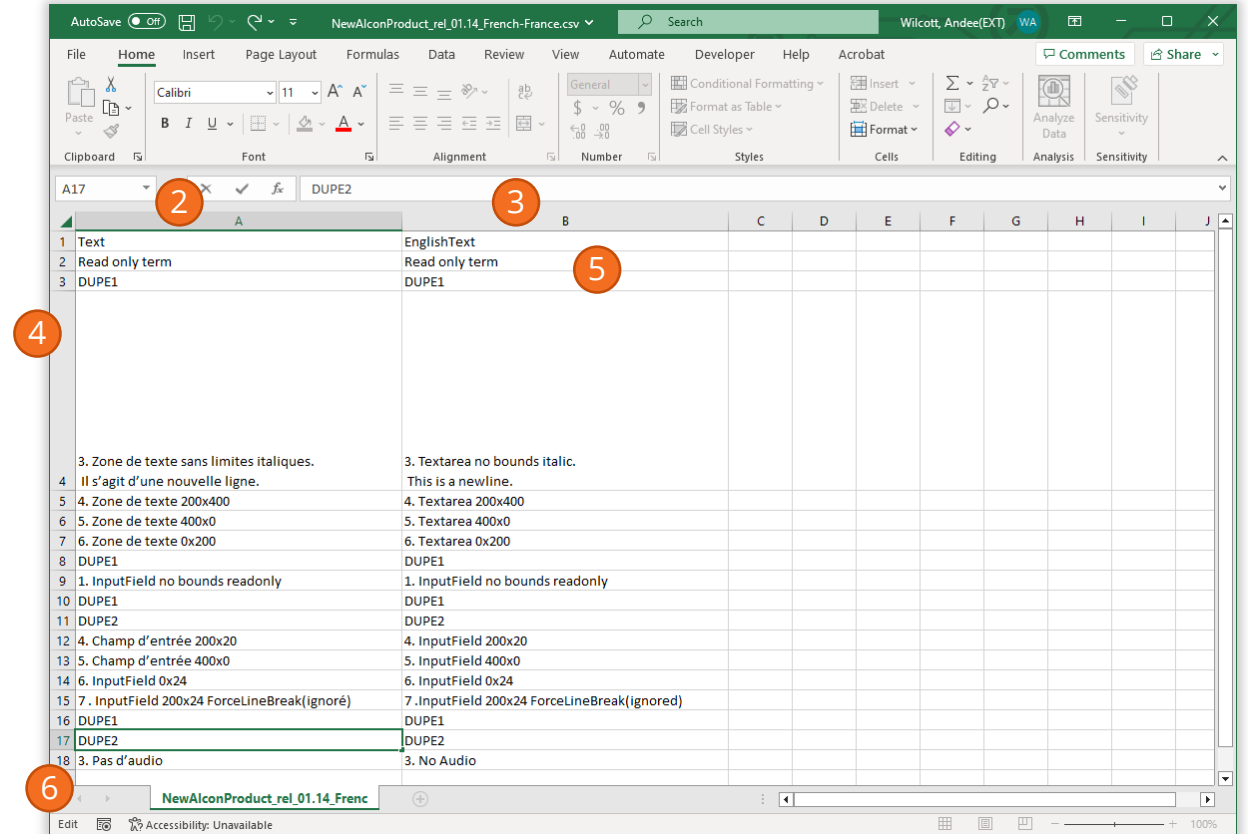 AutoSave Off NewAlconProduct_rel_01.14_French-France.csv Search Wilcott, Andee(EXT) WA
File Home Insert Page Layout Formulas Data Review View Automate Developer Help Acrobat Comments Share
Paste Calibri 11 A^ A˅ ab General Conditional Formatting Insert Σ
B I U A $ % 9 Format as Table Delete Analyze Data Sensitivity
Cell Styles Format
Clipboard Font Alignment Number Styles Cells Editing Analysis Sensitivity
A17 fx DUPE2
2 3
A B C D E F G H I J
1 Text EnglishText
2 Read only term Read only term
5
3 DUPE1 DUPE1
4
3. Zone de texte sans limites italiques. 3. Textarea no bounds italic.
4 Il s’agit d’une nouvelle ligne. This is a newline.
5 4. Zone de texte 200x400 4. Textarea 200x400
6 5. Zone de texte 400x0 5. Textarea 400x0
7 6. Zone de texte 0x200 6. Textarea 0x200
8 DUPE1 DUPE1
9 1. InputField no bounds readonly 1. InputField no bounds readonly
10 DUPE1 DUPE1
11 DUPE2 DUPE2
12 4. Champ d’entrée 200x20 4. InputField 200x20
13 5. Champ d’entrée 400x0 5. InputField 400x0
14 6. InputField 0x24 6. InputField 0x24
15 7 . InputField 200x24 ForceLineBreak(ignoré) 7 .InputField 200x24 ForceLineBreak(ignored)
16 DUPE1 DUPE1
17 DUPE2 DUPE2
18 3. Pas d’audio 3. No Audio
6
NewAlconProduct_rel_01.14_Frenc
Edit Accessibility: Unavailable 100%